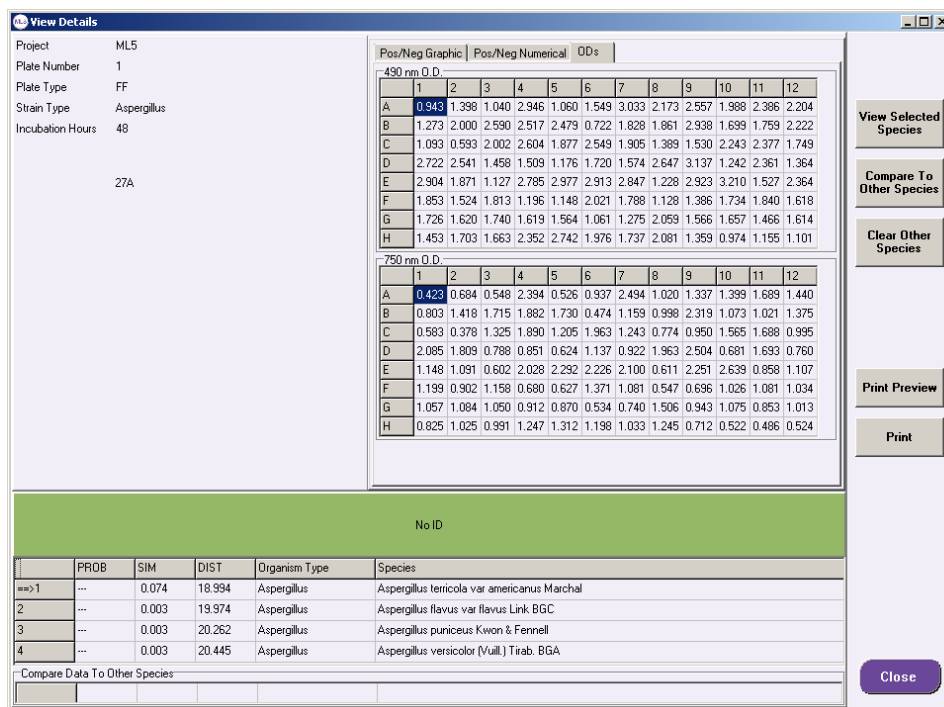 ML5 View Details
Project ML5
Plate Number 1
Plate Type FF
Strain Type Aspergillus
Incubation Hours 48
27A
Pos/Neg Graphic Pos/Neg Numerical ODs
490 nm O.D.
1 2 3 4 5 6 7 8 9 10 11 12
A 0.943 1.398 1.040 2.946 1.060 1.549 3.033 2.173 2.557 1.988 2.386 2.204
B 1.273 2.000 2.590 2.517 2.479 0.722 1.828 1.861 2.938 1.699 1.759 2.222
C 1.093 0.593 2.002 2.604 1.877 2.549 1.905 1.389 1.530 2.243 2.377 1.749
D 2.722 2.541 1.458 1.509 1.176 1.720 1.574 2.647 3.137 1.242 2.361 1.364
E 2.904 1.871 1.127 2.785 2.977 2.913 2.847 1.228 2.923 3.210 1.527 2.364
F 1.853 1.524 1.813 1.196 1.148 2.021 1.788 1.128 1.386 1.734 1.840 1.618
G 1.726 1.620 1.740 1.619 1.564 1.061 1.275 2.059 1.566 1.657 1.466 1.614
H 1.453 1.703 1.663 2.352 2.742 1.976 1.737 2.081 1.359 0.974 1.155 1.101
750 nm O.D.
1 2 3 4 5 6 7 8 9 10 11 12
A 0.423 0.684 0.548 2.394 0.526 0.937 2.494 1.020 1.337 1.399 1.689 1.440
B 0.803 1.418 1.715 1.882 1.730 0.474 1.159 0.998 2.319 1.073 1.021 1.375
C 0.583 0.378 1.325 1.890 1.205 1.963 1.243 0.774 0.950 1.565 1.688 0.995
D 2.085 1.809 0.788 0.851 0.624 1.137 0.922 1.963 2.504 0.681 1.693 0.760
E 1.148 1.091 0.602 2.028 2.292 2.226 2.100 0.611 2.251 2.639 0.858 1.107
F 1.199 0.902 1.158 0.680 0.627 1.371 1.081 0.547 0.696 1.026 1.081 1.034
G 1.057 1.084 1.050 0.912 0.870 0.534 0.740 1.506 0.943 1.075 0.853 1.013
H 0.825 1.025 0.991 1.247 1.312 1.198 1.033 1.245 0.712 0.522 0.486 0.524
View Selected
Species
Compare To
Other Species
Clear Other
Species
Print Preview
Print
No ID
PROB SIM DIST Organism Type Species
==>1 --- 0.074 18.994 Aspergillus Aspergillus terricola var americanus Marchal
2 --- 0.003 19.974 Aspergillus Aspergillus flavus var flavus Link BGC
3 --- 0.003 20.262 Aspergillus Aspergillus puniceus Kwon & Fennell
4 --- 0.003 20.445 Aspergillus Aspergillus versicolor (Vuill.) Tirab. BGA
Compare Data To Other Species
Close